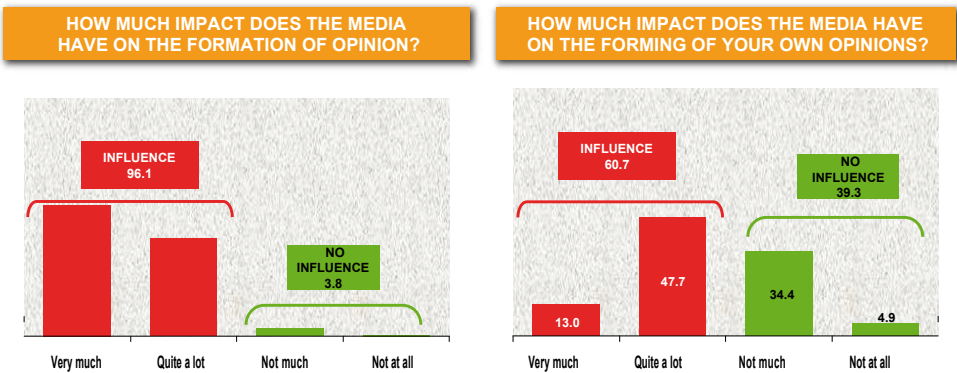 HOW MUCH IMPACT DOES THE MEDIA
HAVE ON THE FORMATION OF OPINION?
INFLUENCE
96.1
NO
INFLUENCE
3.8
Very much
Quite a lot
Not much
Not at all
HOW MUCH IMPACT DOES THE MEDIA HAVE
ON THE FORMING OF YOUR OWN OPINIONS?
INFLUENCE
60.7
NO
INFLUENCE
39.3
13.0
47.7
34.4
4.9
Very much
Quite a lot
Not much
Not at all